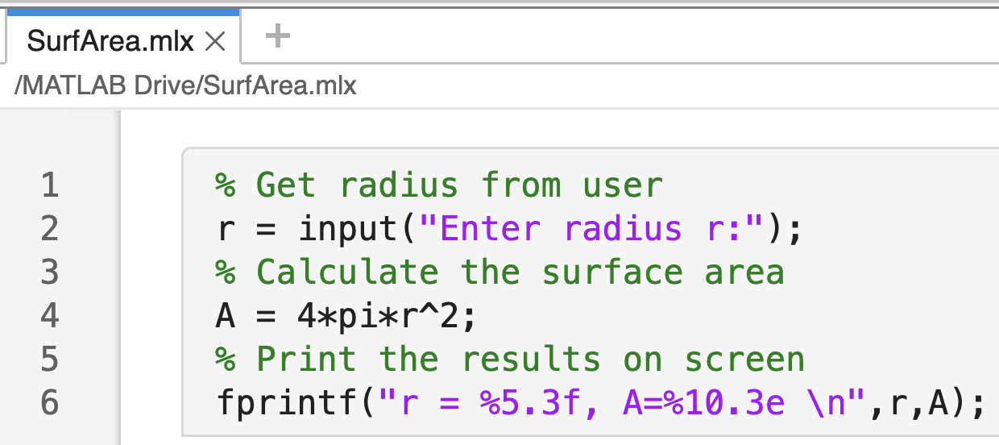 SurfArea.mlx
/MATLAB Drive/SurfArea.mlx
1 % Get radius from user
2 r = input("Enter radius r:");
3 % Calculate the surface area
4 A = 4*pi*r^2;
5 % Print the results on screen
6 fprintf("r = %5.3f, A=%10.3e \n",r,A);